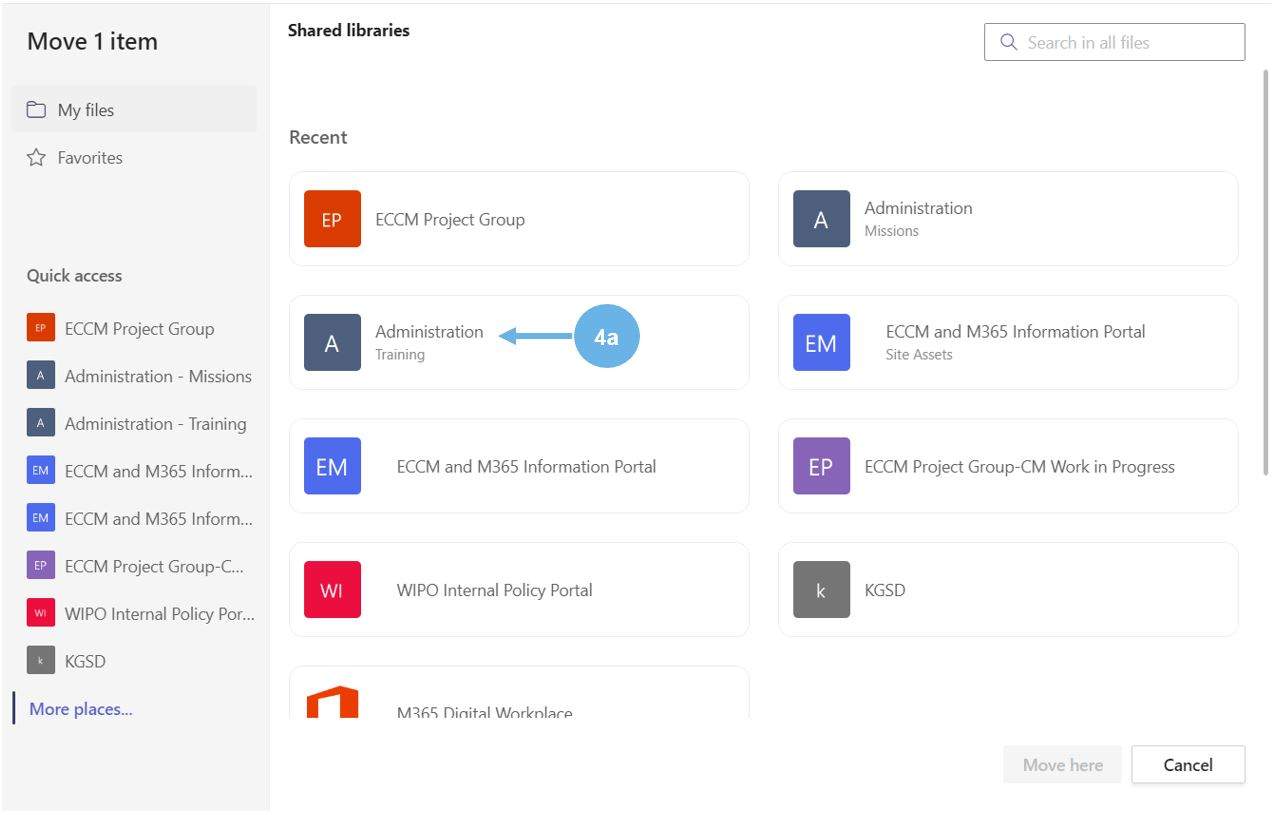 Move 1 item
My files
Favorites
Quick access
EP ECCM Project Group
A Administration - Missions
A Administration - Training
EM ECCM and M365 Inform...
EM ECCM and M365 Inform...
EP ECCM Project Group-C...
WI WIPO Internal Policy Por...
k KGSD
More places...
Shared libraries
Search in all files
Recent
EP ECCM Project Group
A Administration
Missions
A Administration
Training
4a
EM ECCM and M365 Information Portal
Site Assets
EM ECCM and M365 Information Portal
EP ECCM Project Group-CM Work in Progress
WI WIPO Internal Policy Portal
k KGSD
M365 Digital Workplace
Move here
Cancel